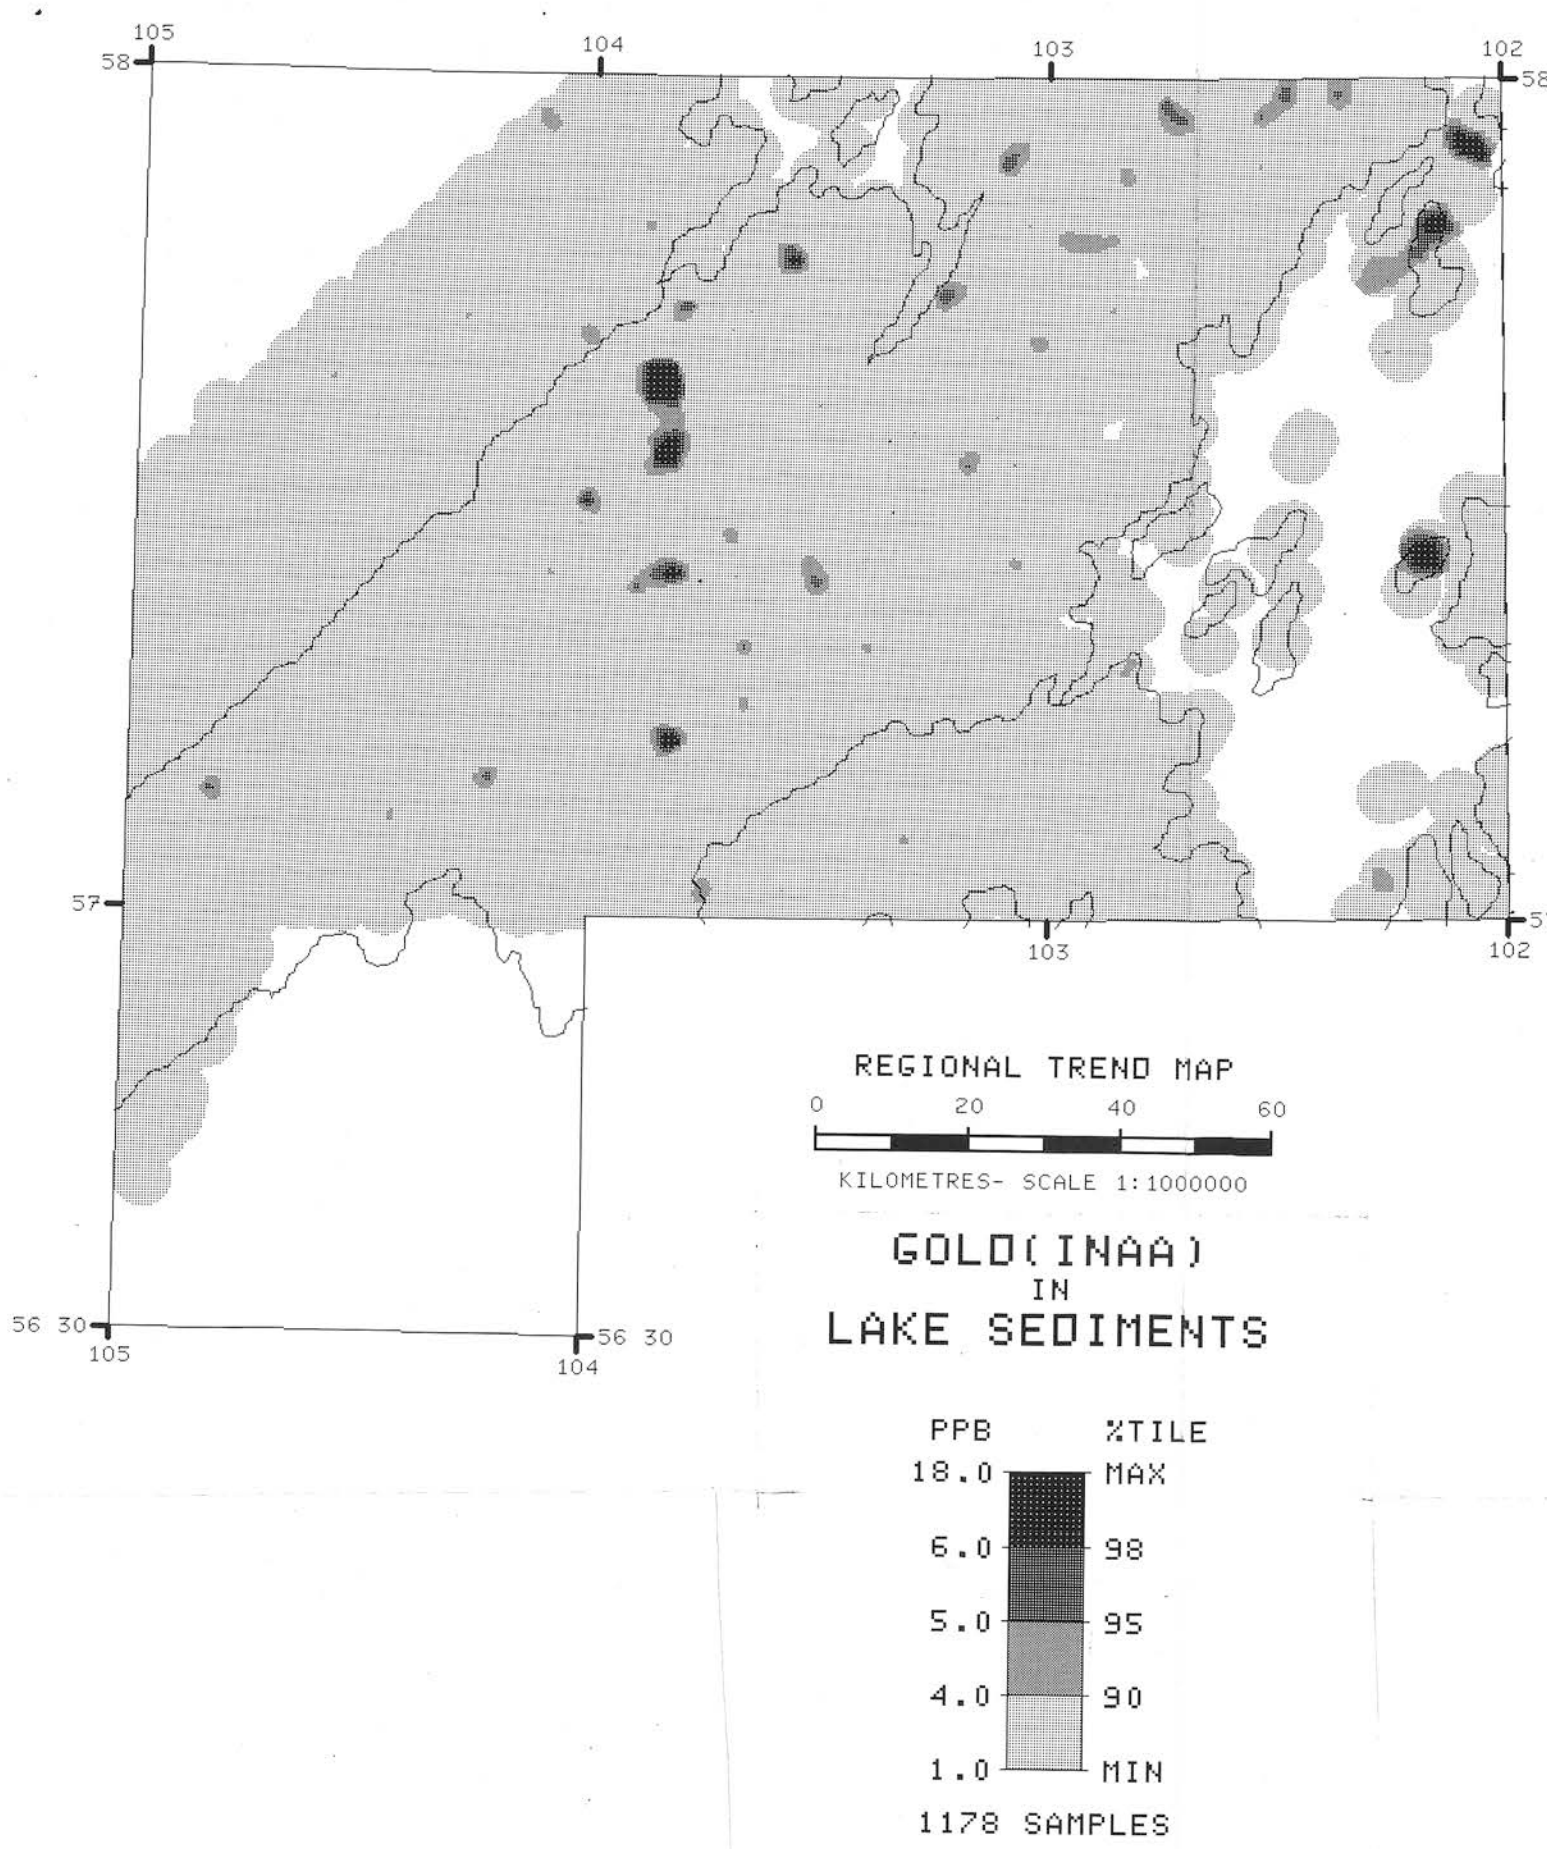 105
104
103
102
58
58
57
5
103
102
REGIONAL TREND MAP
0 20 40 60
KILOMETRES- SCALE 1:1000000
GOLD(INAA)
IN
LAKE SEDIMENTS
56 30
56 30
105
104
PPB %TILE
18.0 MAX
6.0 98
5.0 95
4.0 90
1.0 MIN
1178 SAMPLES